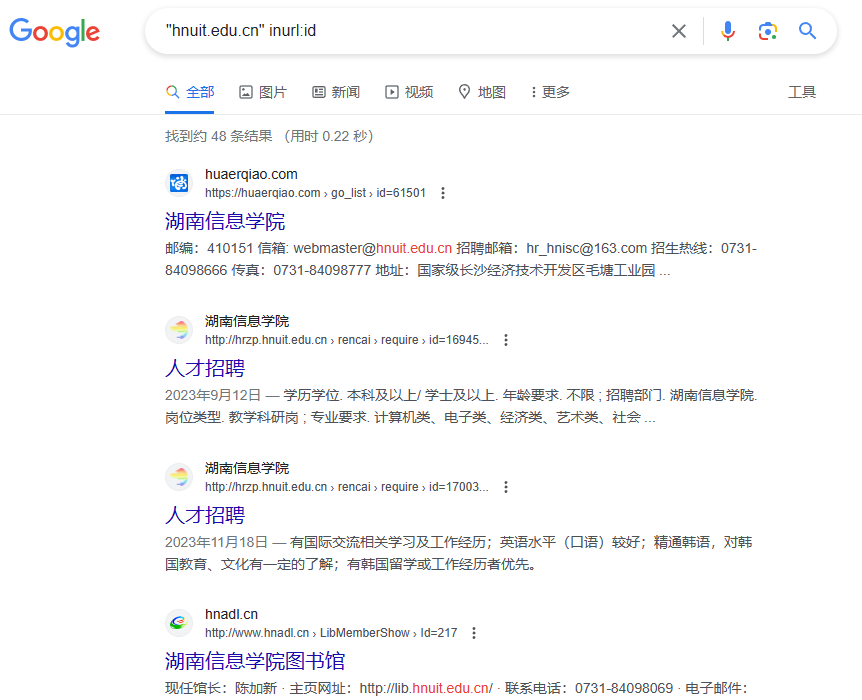 Google
"hnuit.edu.cn" inurl:id
全部 图片 新闻 视频 地图 更多 工具
找到约 48 条结果 （用时 0.22 秒）
huaerqiao.com
https://huaerqiao.com › go_list › id=61501
湖南信息学院
邮编：410151 信箱: webmaster@hnuit.edu.cn 招聘邮箱：hr_hnisc@163.com 招生热线：0731-
84098666 传真：0731-84098777 地址：国家级长沙经济技术开发区毛塘工业园 ...
湖南信息学院
http://hrzp.hnuit.edu.cn › rencai › require › id=16945...
人才招聘
2023年9月12日 — 学历学位. 本科及以上/ 学士及以上. 年龄要求. 不限 ; 招聘部门. 湖南信息学院.
岗位类型. 教学科研岗 ; 专业要求. 计算机类、电子类、经济类、艺术类、社会 ...
湖南信息学院
http://hrzp.hnuit.edu.cn › rencai › require › id=17003...
人才招聘
2023年11月18日 — 有国际交流相关学习及工作经历；英语水平（口语）较好；精通韩语，对韩
国教育、文化有一定的了解；有韩国留学或工作经历者优先。
hnadl.cn
http://www.hnadl.cn › LibMemberShow › Id=217
湖南信息学院图书馆
现任馆长：陈加新 · 主页网址：http://lib.hnuit.edu.cn/ · 联系电话：0731-84098069 · 电子邮件：